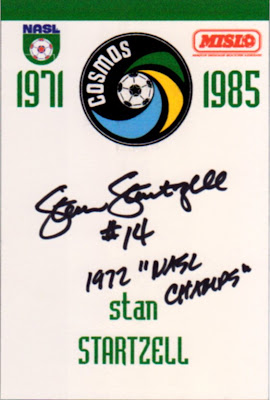 NASL
MISL
1971
1985
COSMOS
Stan Startzell
#14
1972 "NASL
CHAMPS"
stan
STARTZELL